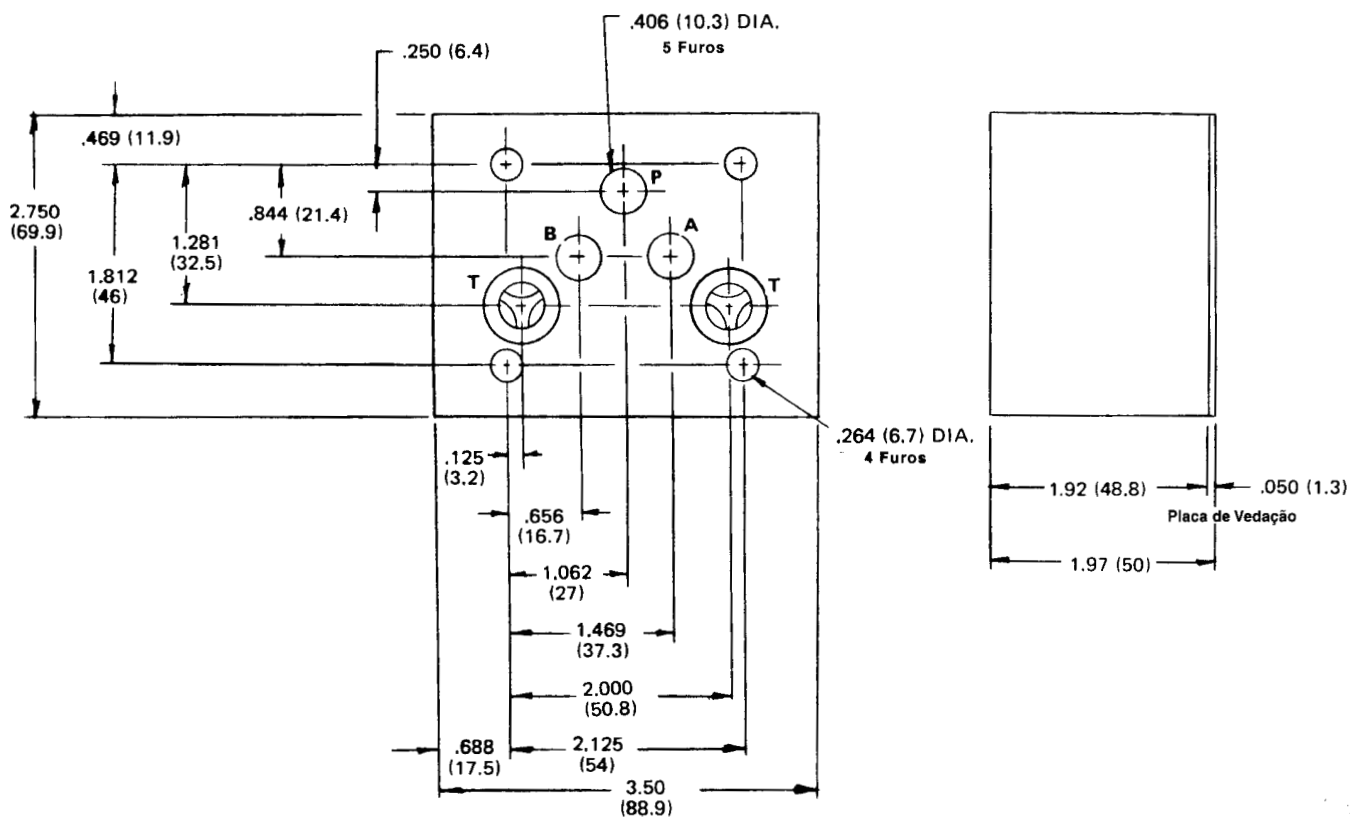 .406 (10.3) DIA.
5 Furos
.250 (6.4)
.469 (11.9)
P
2.750
(69.9)
.844 (21.4)
B
A
1.281
(32.5)
1.812
(46)
T
T
.264 (6.7) DIA.
4 Furos
.125
(3.2)
1.92 (48.8)
.050 (1.3)
Placa de Vedação
.656
(16.7)
1.97 (50)
1.062
(27)
1.469
(37.3)
2.000
(50.8)
.688
(17.5)
2.125
(54)
3.50
(88.9)